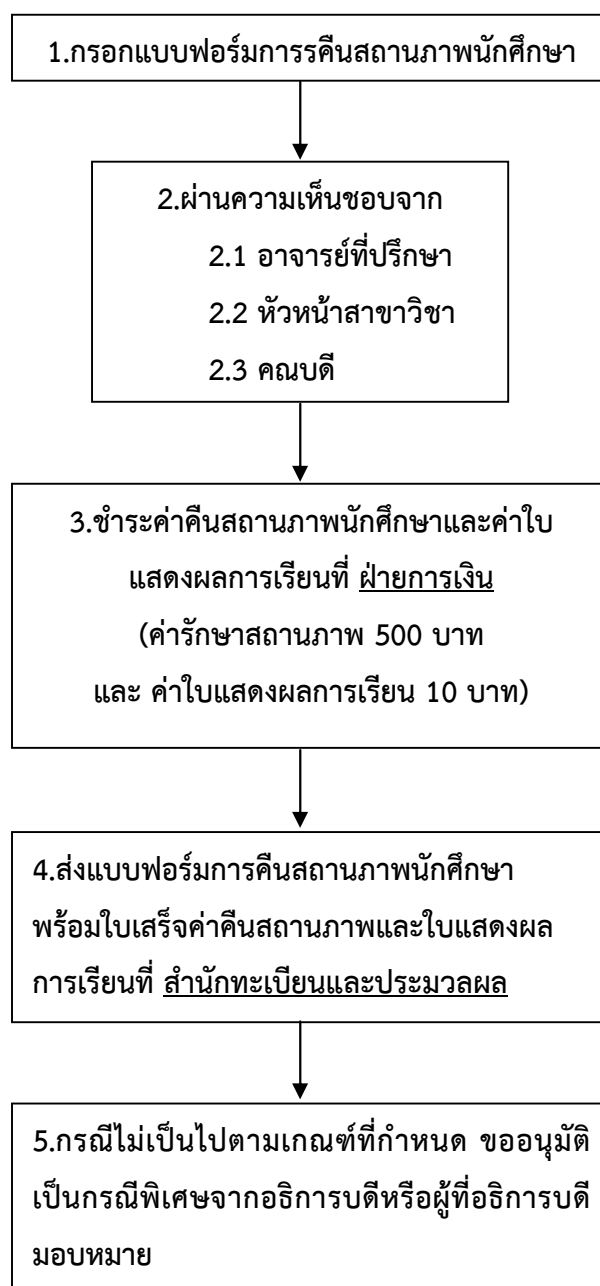 1.กรอกแบบฟอร์มการรคืนสถานภาพนักศึกษา
2.ผ่านความเห็นชอบจาก
2.1 อาจารย์ที่ปรึกษา
2.2 หัวหน้าสาขาวิชา
2.3 คณบดี
3.ชำระค่าคืนสถานภาพนักศึกษาและค่าใบ
แสดงผลการเรียนที่ ฝ่ายการเงิน
(ค่ารักษาสถานภาพ 500 บาท
และ ค่าใบแสดงผลการเรียน 10 บาท)
4.ส่งแบบฟอร์มการคืนสถานภาพนักศึกษา
พร้อมใบเสร็จค่าคืนสถานภาพและใบแสดงผล
การเรียนที่ สำนักทะเบียนและประมวลผล
5.กรณีไม่เป็นไปตามเกณฑ์ที่กำหนด ขออนุมัติ
เป็นกรณีพิเศษจากอธิการบดีหรือผู้ที่อธิการบดี
มอบหมาย